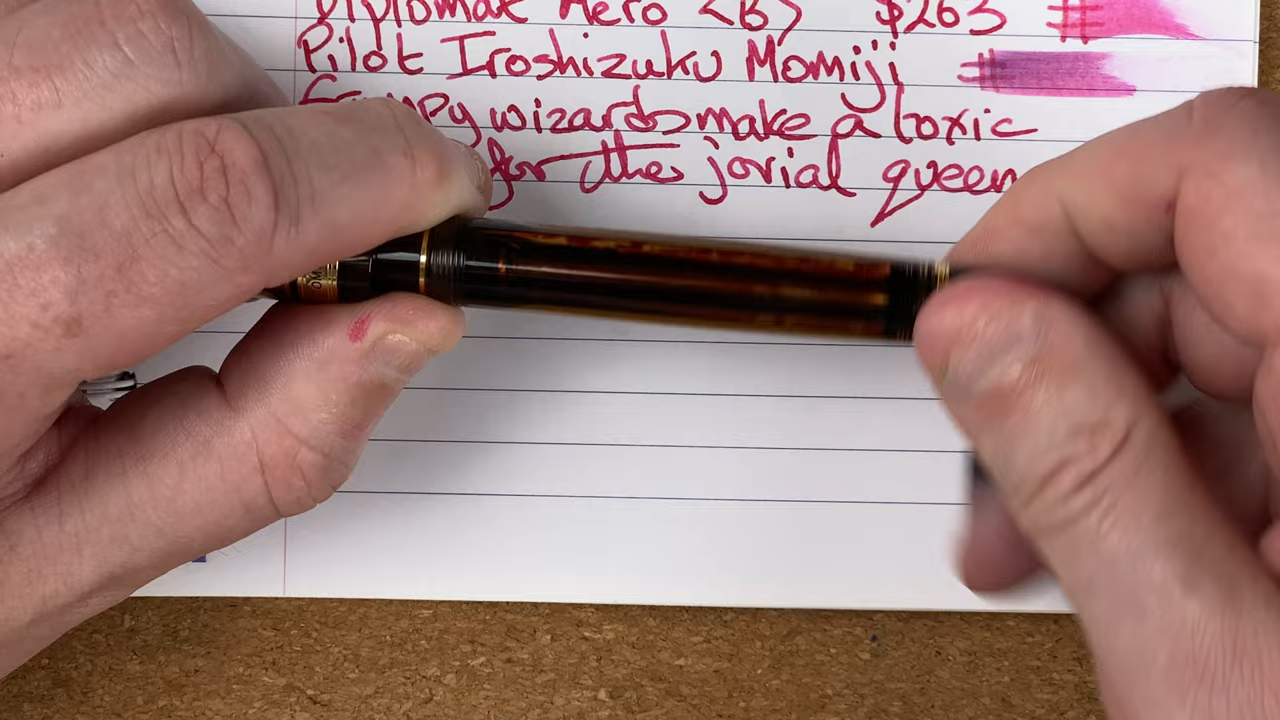 Diplomat Aero <B> $263
Pilot Iroshizuku Momiji
wizards make a toxic
for the jovial queen